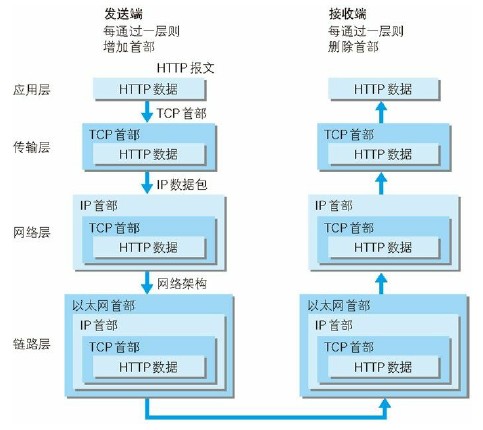 发送端
每通过一层则
增加首部
接收端
每通过一层则
删除首部
HTTP 报文
应用层
HTTP 数据
HTTP 数据
TCP 首部
传输层
TCP 首部
HTTP 数据
TCP 首部
HTTP 数据
IP 数据包
网络层
IP 首部
TCP 首部
HTTP 数据
IP 首部
TCP 首部
HTTP 数据
网络架构
链路层
以太网首部
IP 首部
TCP 首部
HTTP 数据
以太网首部
IP 首部
TCP 首部
HTTP 数据